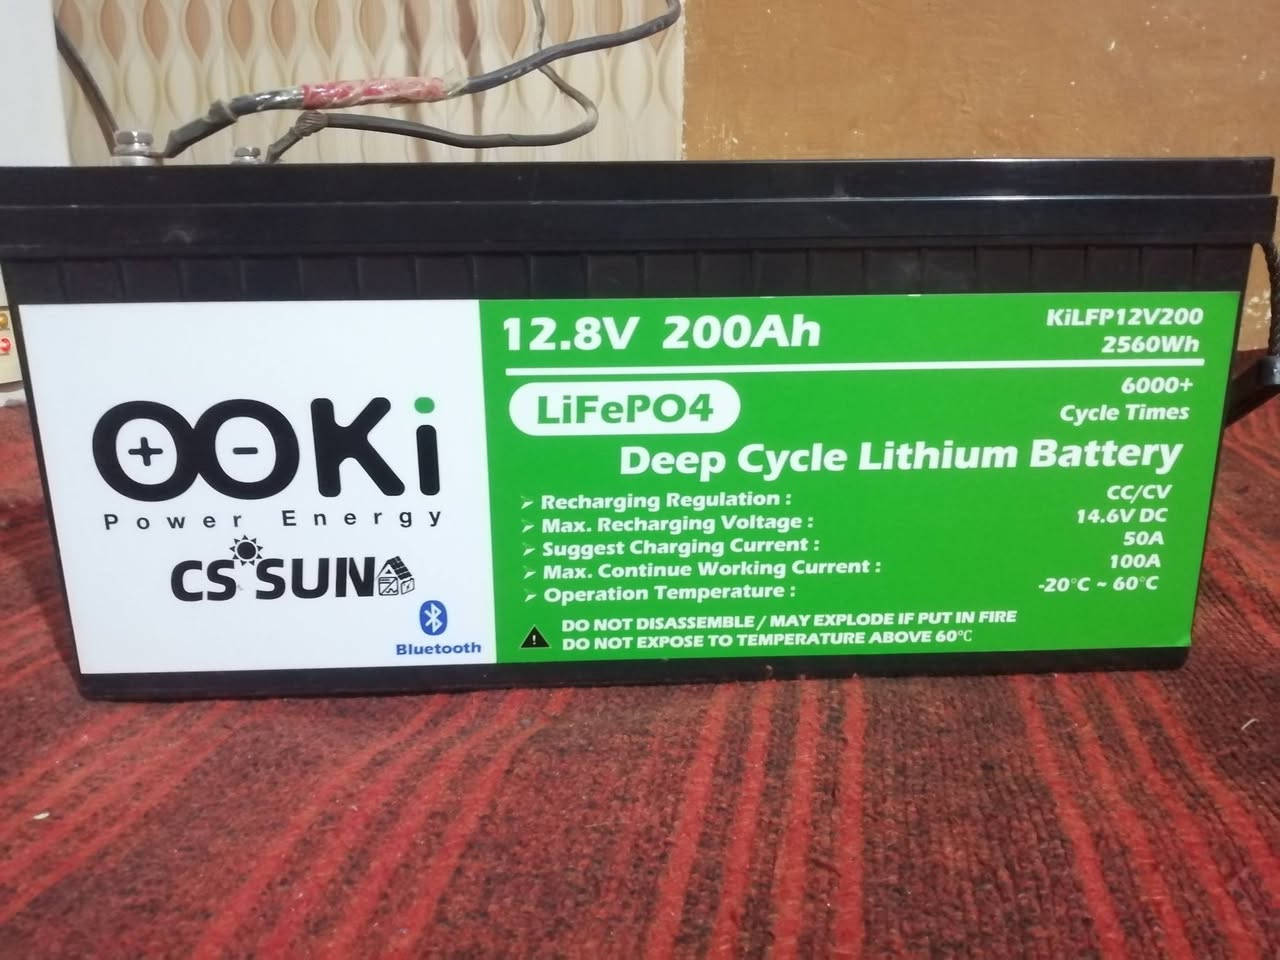 OOKi
Power Energy
CS SUN
Bluetooth
12.8V 200Ah
KiLFP12V200
2560Wh
LiFePO4
6000+
Cycle Times
Deep Cycle Lithium Battery
Recharging Regulation : CC/CV
Max. Recharging Voltage : 14.6V DC
Suggest Charging Current : 50A
Max. Continue Working Current : 100A
Operation Temperature : -20°C ~ 60°C
DO NOT DISASSEMBLE / MAY EXPLODE IF PUT IN FIRE
DO NOT EXPOSE TO TEMPERATURE ABOVE 60°C